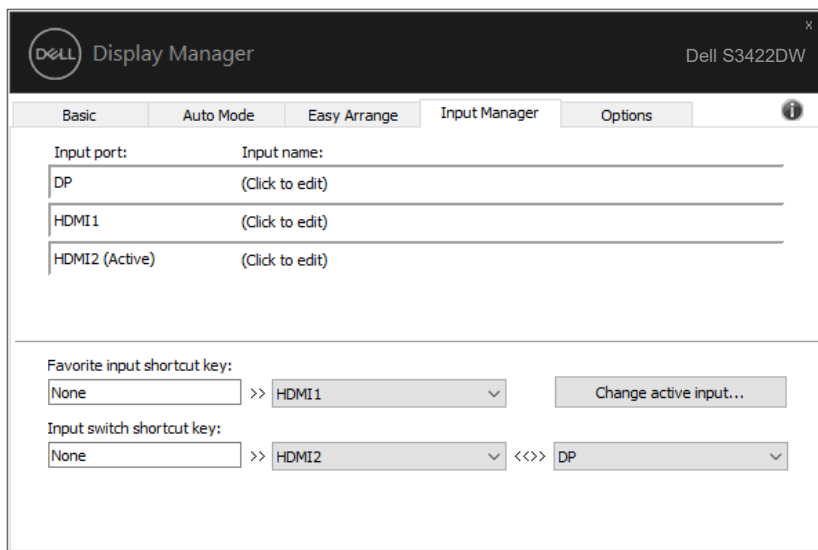 x
DELL Display Manager Dell S3422DW
Basic Auto Mode Easy Arrange Input Manager Options i
Input port: Input name:
DP (Click to edit)
HDMI1 (Click to edit)
HDMI2 (Active) (Click to edit)
Favorite input shortcut key:
None >> HDMI1 Change active input...
Input switch shortcut key:
None >> HDMI2 <<>> DP